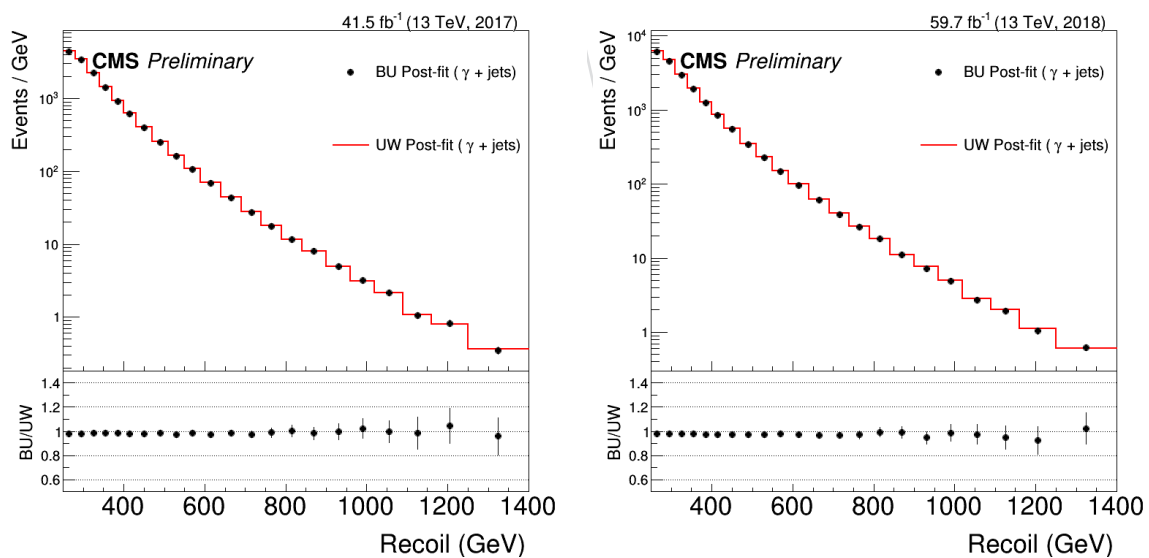 41.5 fb⁻¹ (13 TeV, 2017)
CMS Preliminary
BU Post-fit ( γ + jets)
UW Post-fit ( γ + jets)
Events / GeV
10³
10²
10
1
BU/UW
1.4
1.2
1
0.8
0.6
400 600 800 1000 1200 1400
Recoil (GeV)
59.7 fb⁻¹ (13 TeV, 2018)
CMS Preliminary
BU Post-fit ( γ + jets)
UW Post-fit ( γ + jets)
Events / GeV
10⁴
10³
10²
10
1
BU/UW
1.4
1.2
1
0.8
0.6
400 600 800 1000 1200 1400
Recoil (GeV)